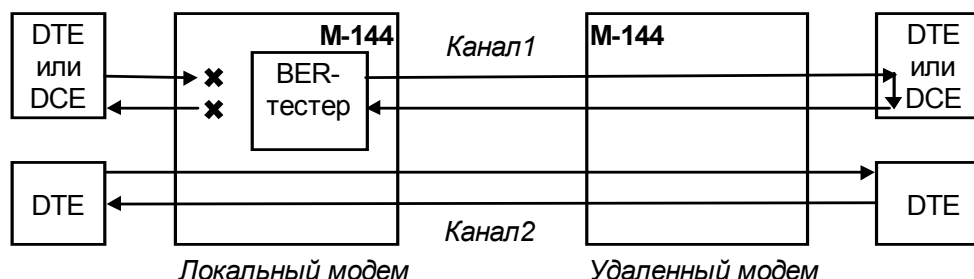 DTE
или
DCE
M-144
BER-
тестер
Канал1
M-144
DTE
или
DCE
DTE
Канал2
DTE
Локальный модем
Удаленный модем